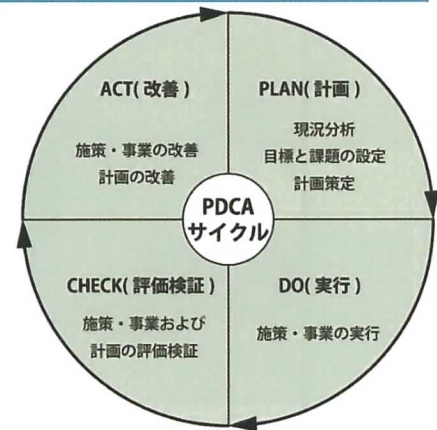 ACT(改善)
施策・事業の改善
計画の改善
PLAN(計画)
現況分析
目標と課題の設定
計画策定
PDCA
サイクル
CHECK(評価検証)
施策・事業および
計画の評価検証
DO(実行)
施策・事業の実行